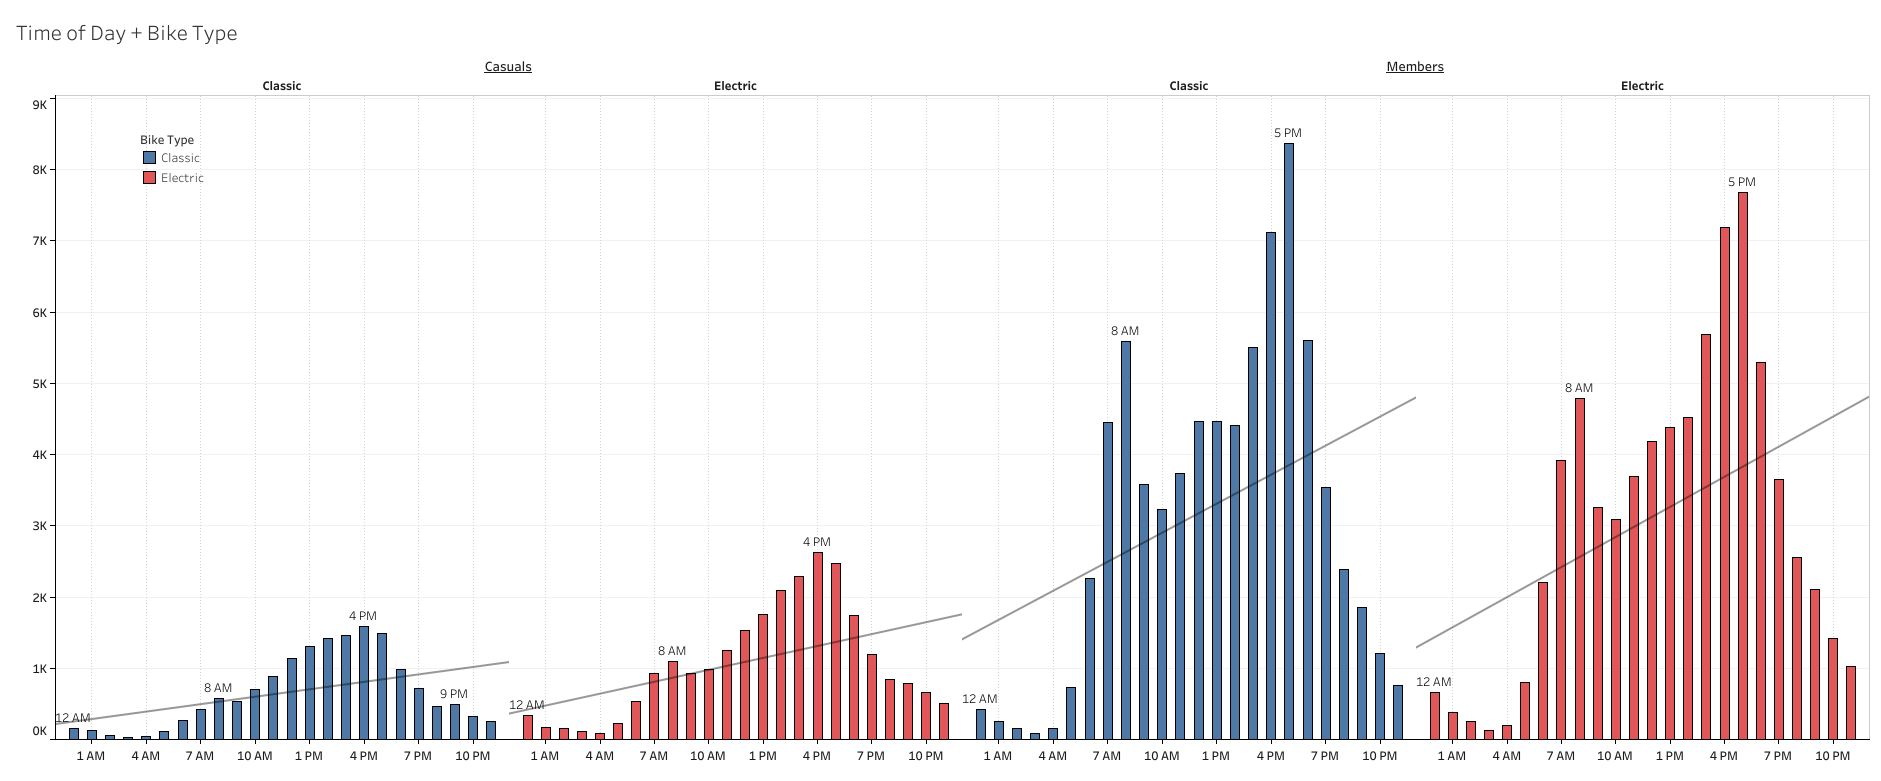 Time of Day + Bike Type
Casuals Members
Classic Electric Classic Electric
9K
8K
7K
6K
5K
4K
3K
2K
1K
0K
Bike Type
Classic
Electric
12 AM 8 AM 4 PM 9 PM
12 AM 8 AM 4 PM
12 AM 8 AM 5 PM
12 AM 8 AM 5 PM
1 AM 4 AM 7 AM 10 AM 1 PM 4 PM 7 PM 10 PM 1 AM 4 AM 7 AM 10 AM 1 PM 4 PM 7 PM 10 PM 1 AM 4 AM 7 AM 10 AM 1 PM 4 PM 7 PM 10 PM 1 AM 4 AM 7 AM 10 AM 1 PM 4 PM 7 PM 10 PM